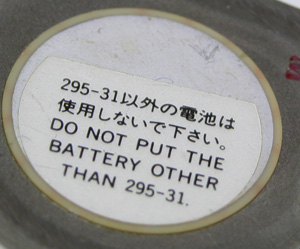 295-31以外の電池は
使用しないで下さい。
DO NOT PUT THE
BATTERY OTHER
THAN 295-31.